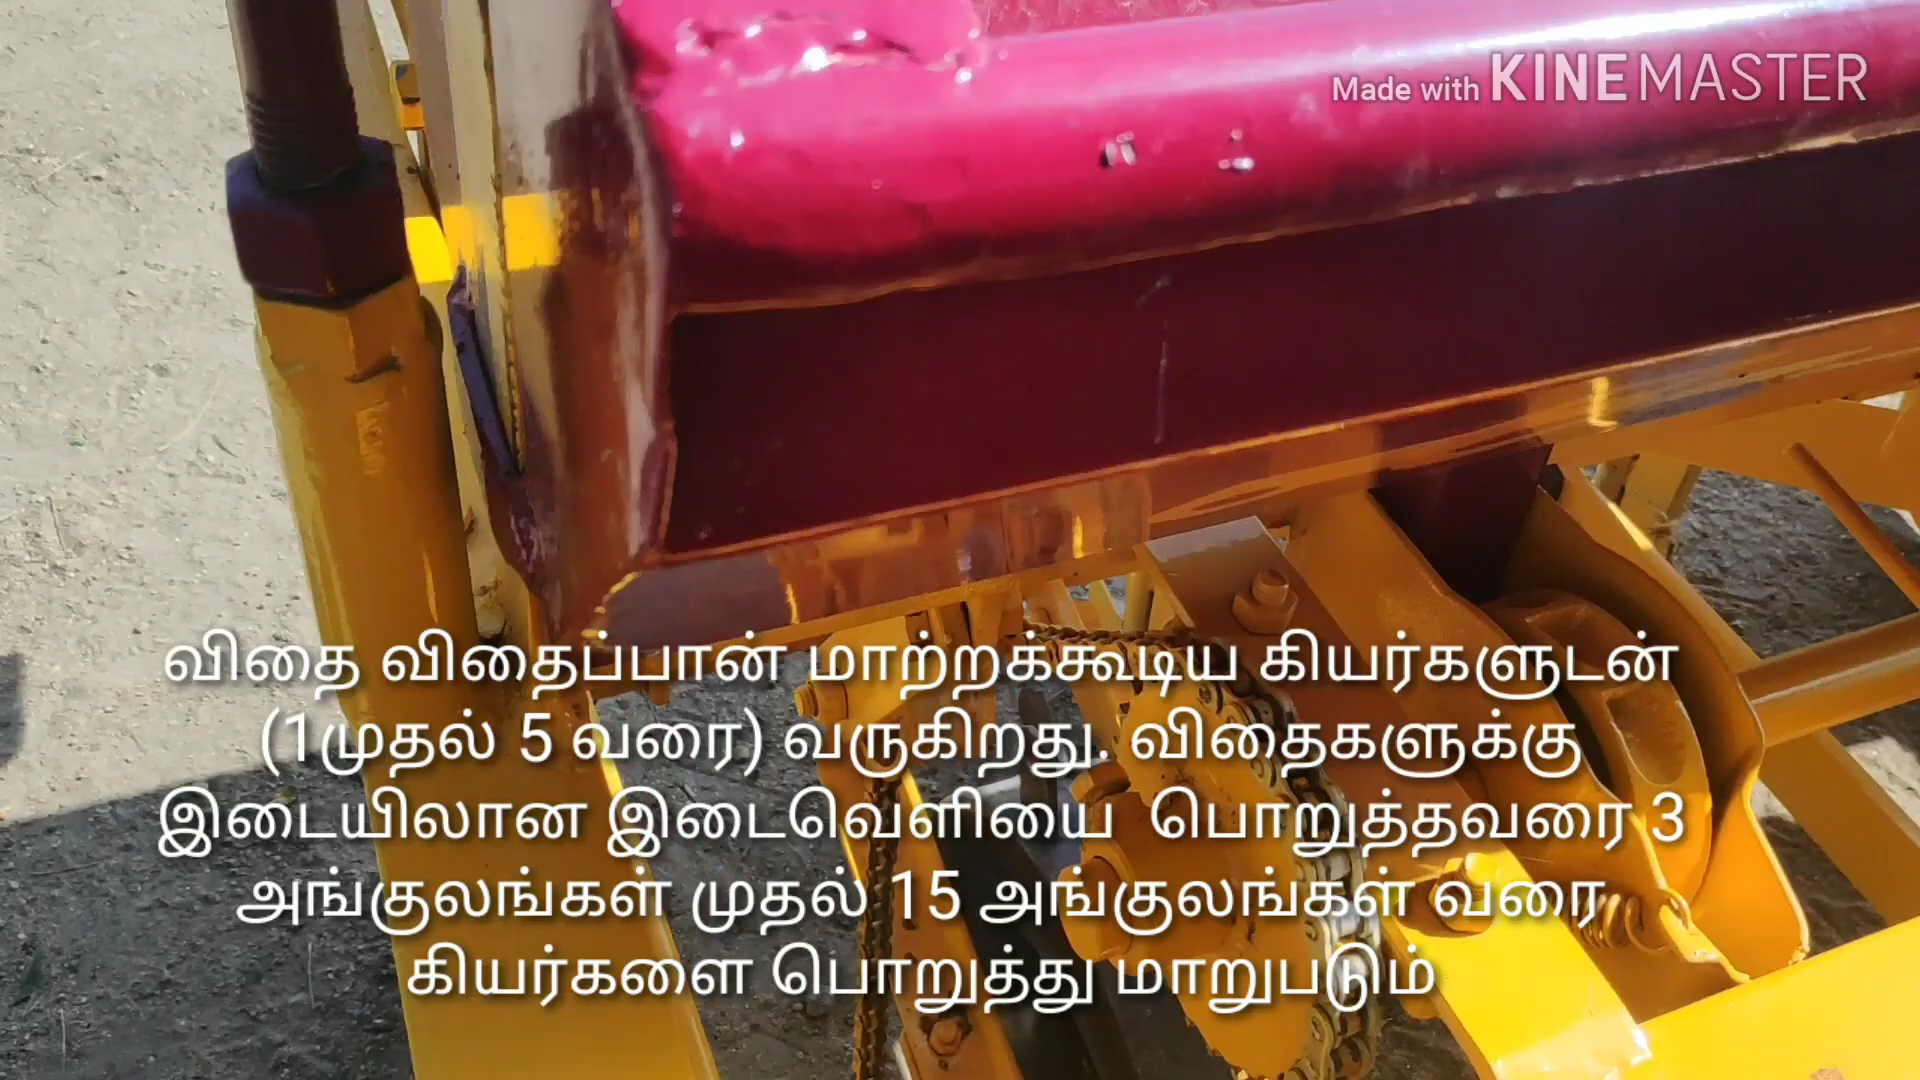 Made with KINEMASTER
விதை விதைப்பான் மாற்றக்கூடிய கியர்களுடன்
(1முதல் 5 வரை) வருகிறது. விதைகளுக்கு
இடையிலான இடைவெளியை பொறுத்தவரை 3
அங்குலங்கள் முதல் 15 அங்குலங்கள் வரை
கியர்களை பொறுத்து மாறுபடும்